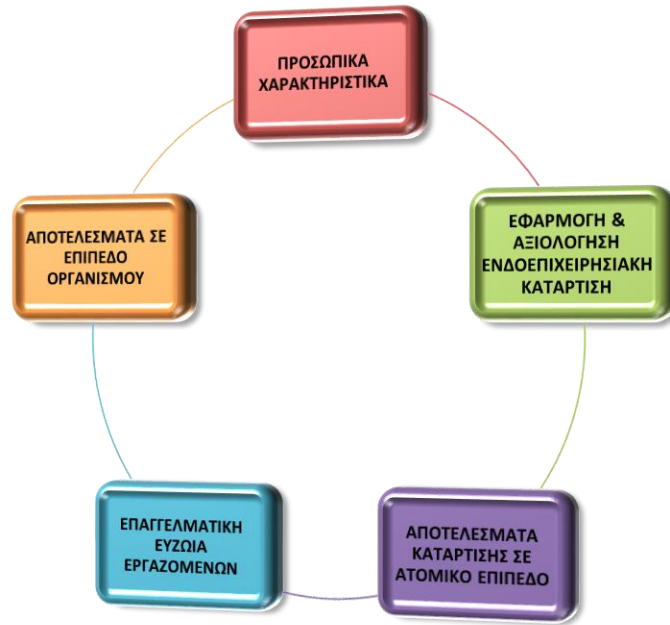 ΠΡΟΣΩΠΙΚΑ
ΧΑΡΑΚΤΗΡΙΣΤΙΚΑ
ΕΦΑΡΜΟΓΗ &
ΑΞΙΟΛΟΓΗΣΗ
ΕΝΔΟΕΠΙΧΕΙΡΗΣΙΑΚΗ
ΚΑΤΑΡΤΙΣΗ
ΑΠΟΤΕΛΕΣΜΑΤΑ
ΚΑΤΑΡΤΙΣΗΣ ΣΕ
ΑΤΟΜΙΚΟ ΕΠΙΠΕΔΟ
ΕΠΑΓΓΕΛΜΑΤΙΚΗ
ΕΥΖΩΙΑ
ΕΡΓΑΖΟΜΕΝΩΝ
ΑΠΟΤΕΛΕΣΜΑΤΑ ΣΕ
ΕΠΙΠΕΔΟ
ΟΡΓΑΝΙΣΜΟΥ